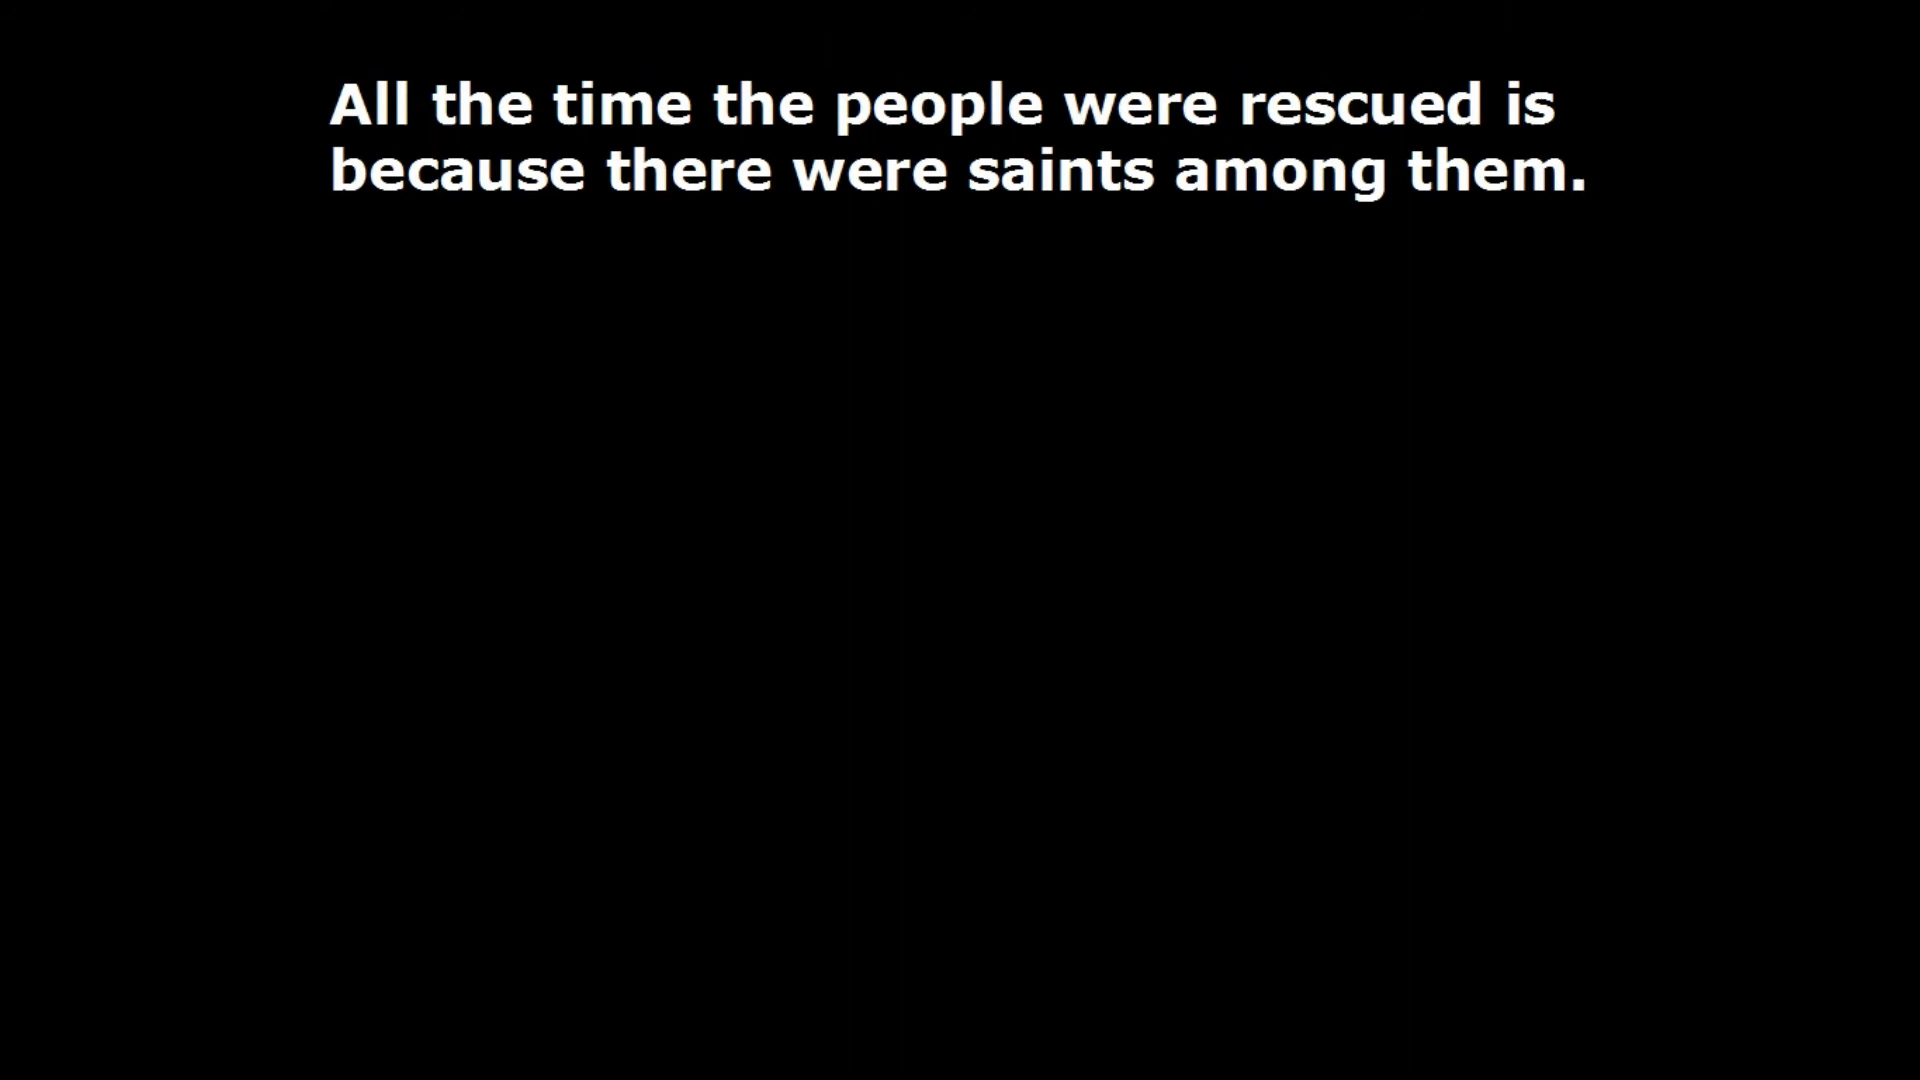 All the time the people were rescued is
because there were saints among them.